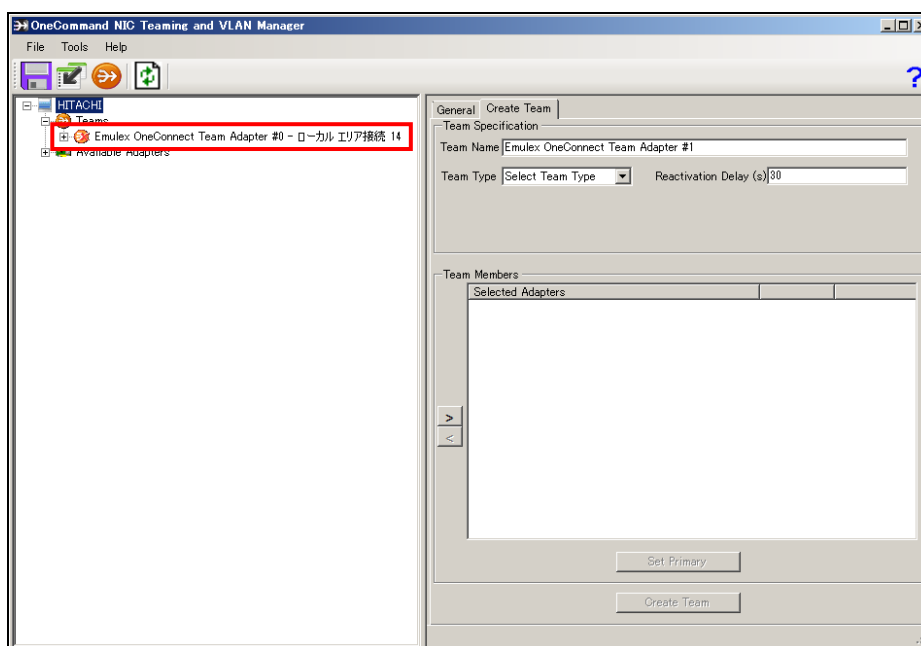 OneCommand NIC Teaming and VLAN Manager
File Tools Help
?
HITACHI
Teams
Emulex OneConnect Team Adapter #0 - ローカル エリア接続 14
Available Adapters
General Create Team
Team Specification
Team Name Emulex OneConnect Team Adapter #1
Team Type Select Team Type Reactivation Delay (s) 30
Team Members
Selected Adapters
>
<
Set Primary
Create Team